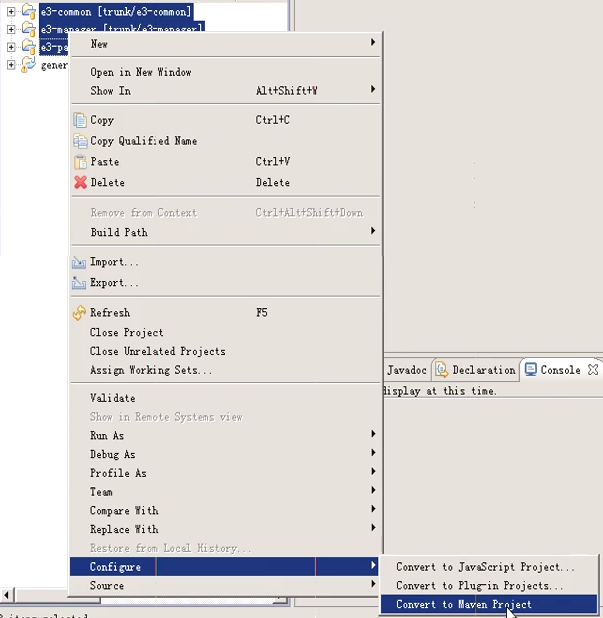 e3-common [trunk/e3-common]
e3-manager [trunk/e3-manager]
e3-pa
gener
New
Open in New Window
Show In Alt+Shift+W
Copy Ctrl+C
Copy Qualified Name
Paste Ctrl+V
Delete Delete
Remove from Context Ctrl+Alt+Shift+Down
Build Path
Import...
Export...
Refresh F5
Close Project
Close Unrelated Projects
Assign Working Sets...
Validate
Show in Remote Systems view
Run As
Debug As
Profile As
Team
Compare With
Replace With
Restore from Local History...
Configure
Source
Javadoc Declaration Console
display at this time.
Convert to JavaScript Project...
Convert to Plug-in Projects...
Convert to Maven Project
items selected